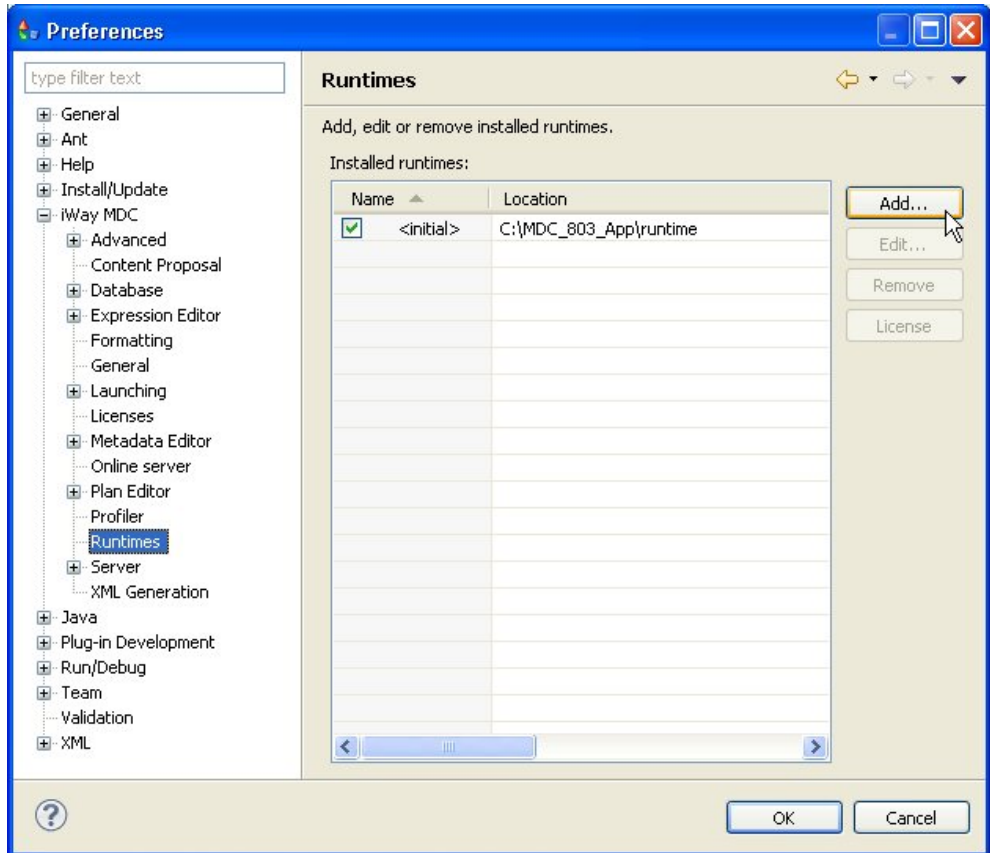 Preferences
type filter text
General
Ant
Help
Install/Update
iWay MDC
Advanced
Content Proposal
Database
Expression Editor
Formatting
General
Launching
Licenses
Metadata Editor
Online server
Plan Editor
Profiler
Runtimes
Server
XML Generation
Java
Plug-in Development
Run/Debug
Team
Validation
XML
Runtimes
Add, edit or remove installed runtimes.
Installed runtimes:
Name Location
<initial> C:\MDC_803_App\runtime
Add...
Edit...
Remove
License
OK Cancel